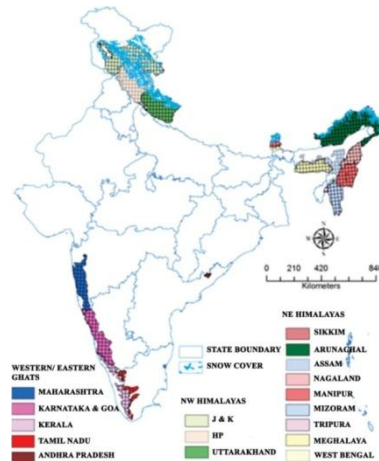 N
W E
S
0 210 420 840
Kilometers
WESTERN/ EASTERN
GHATS
MAHARASHTRA
KARNATAKA & GOA
KERALA
TAMIL NADU
ANDHRA PRADESH
STATE BOUNDARY
SNOW COVER
NW HIMALAYAS
J & K
HP
UTTARAKHAND
NE HIMALAYAS
SIKKIM
ARUNACHAL
ASSAM
NAGALAND
MANIPUR
MIZORAM
TRIPURA
MEGHALAYA
WEST BENGAL